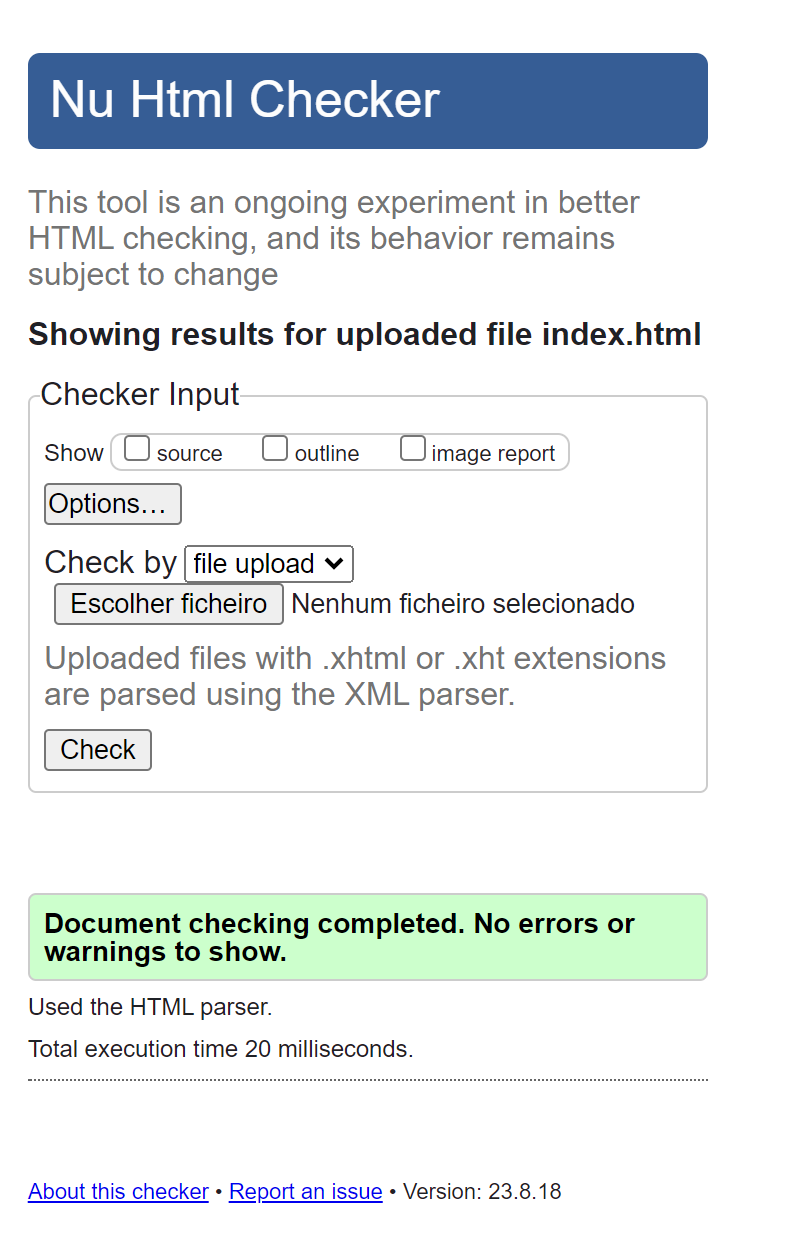 Nu Html Checker
This tool is an ongoing experiment in better
HTML checking, and its behavior remains
subject to change
Showing results for uploaded file index.html
Checker Input
Show source outline image report
Options…
Check by file upload
Escolher ficheiro Nenhum ficheiro selecionado
Uploaded files with .xhtml or .xht extensions
are parsed using the XML parser.
Check
Document checking completed. No errors or
warnings to show.
Used the HTML parser.
Total execution time 20 milliseconds.
About this checker • Report an issue • Version: 23.8.18